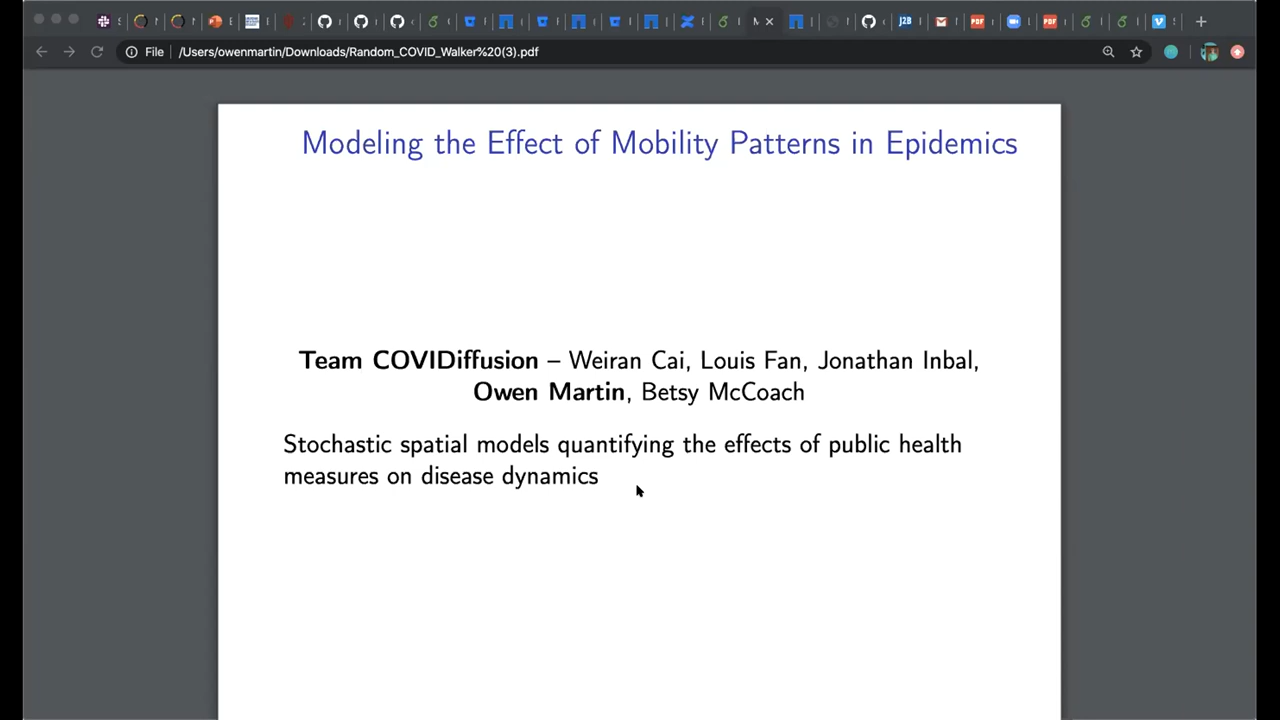 File /Users/owenmartin/Downloads/Random_COVID_Walker%20(3).pdf
Modeling the Effect of Mobility Patterns in Epidemics
Team COVIDiffusion – Weiran Cai, Louis Fan, Jonathan Inbal,
Owen Martin, Betsy McCoach
Stochastic spatial models quantifying the effects of public health
measures on disease dynamics